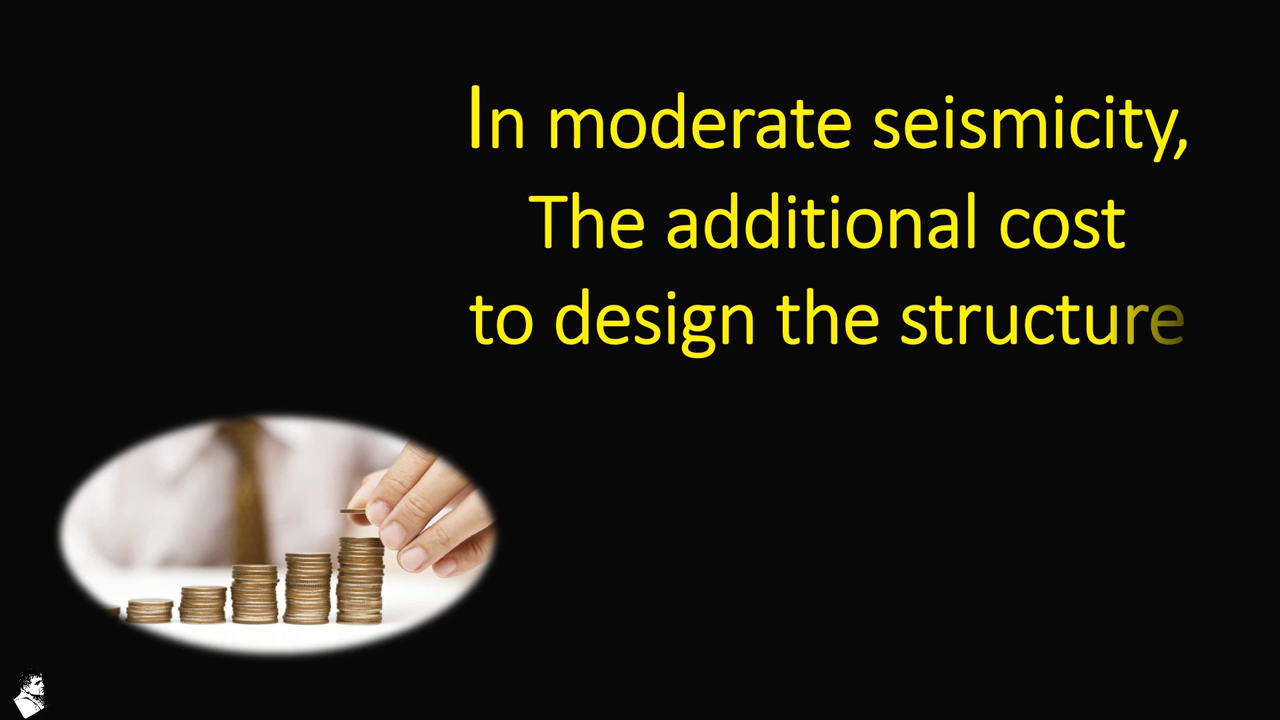 In moderate seismicity,
The additional cost
to design the structure